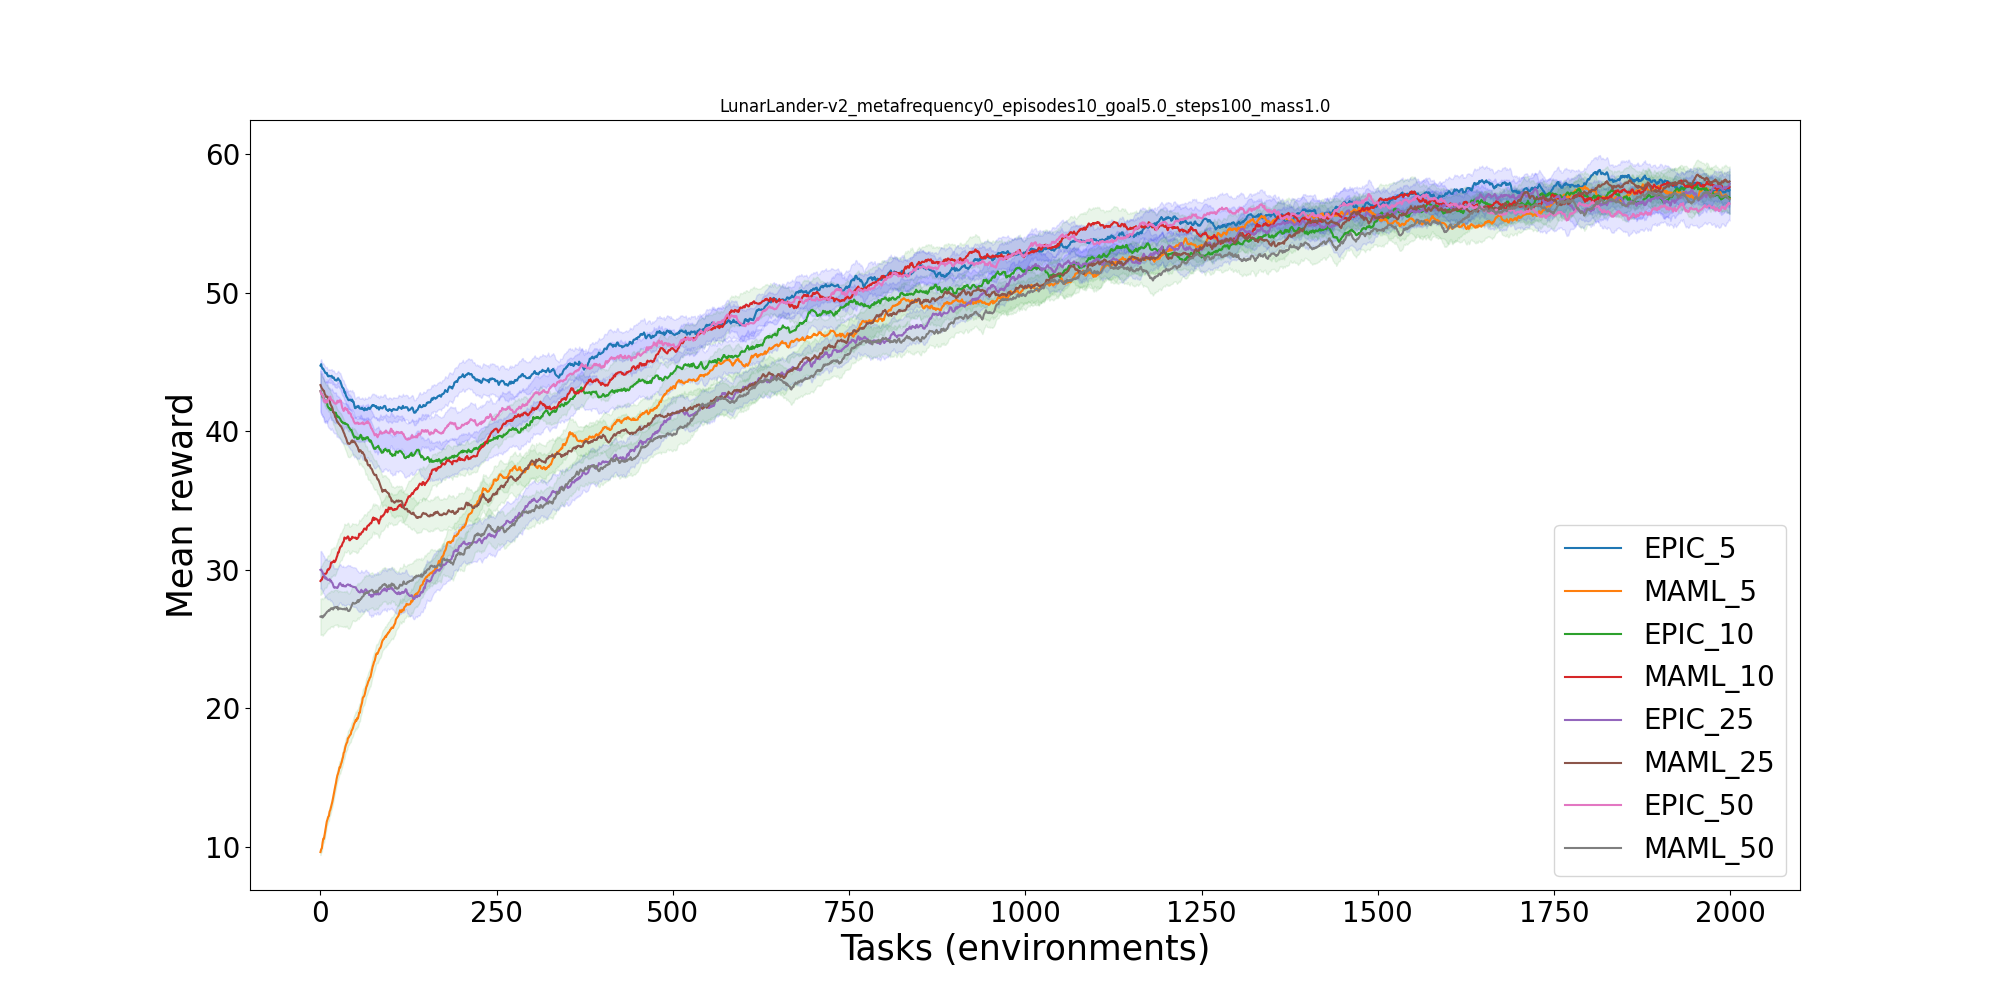 LunarLander-v2_metafrequency0_episodes10_goal5.0_steps100_mass1.0
60
50
40
30
20
10
Mean reward
0 250 500 750 1000 1250 1500 1750 2000
Tasks (environments)
EPIC_5
MAML_5
EPIC_10
MAML_10
EPIC_25
MAML_25
EPIC_50
MAML_50